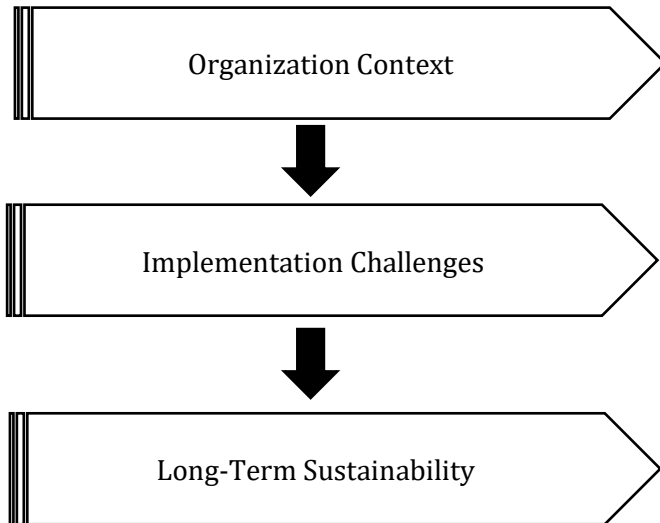 Organization Context
Implementation Challenges
Long-Term Sustainability